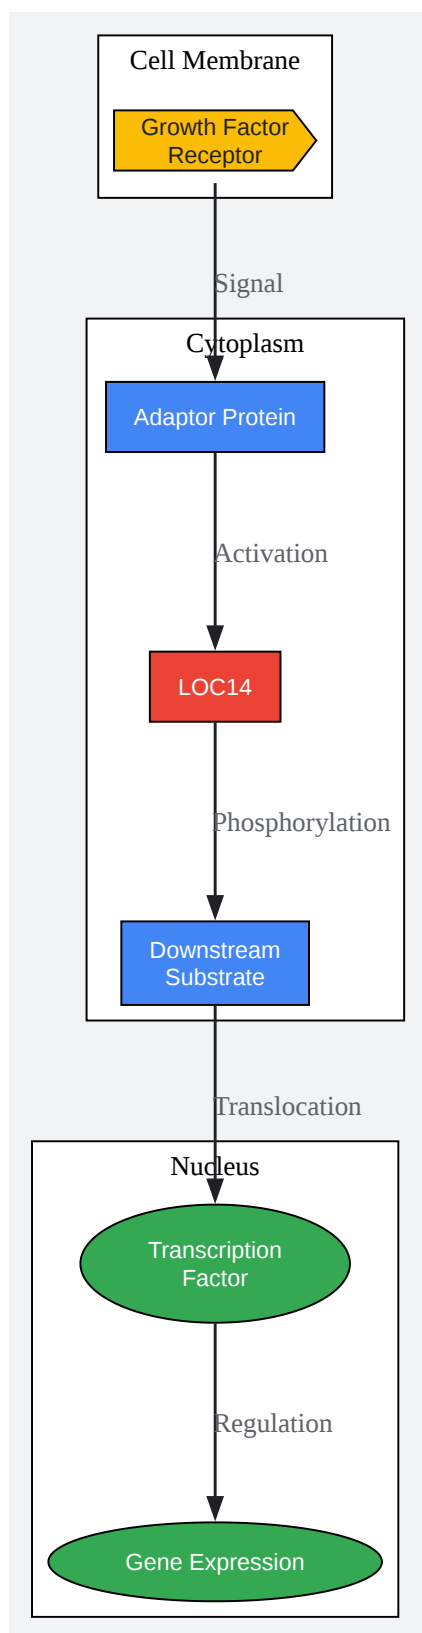 Cell Membrane
Growth Factor
Receptor
Signal
Cytoplasm
Adaptor Protein
Activation
LOC14
Phosphorylation
Downstream
Substrate
Translocation
Nucleus
Transcription
Factor
Regulation
Gene Expression